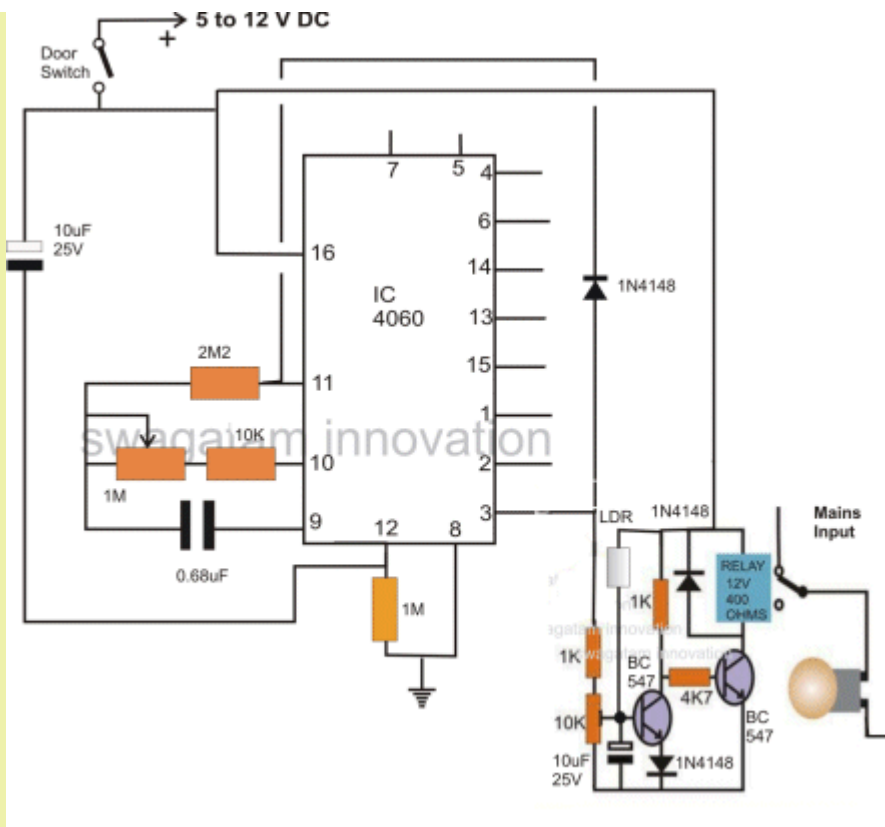 5 to 12 V DC
+
Door
Switch
7
5
4
10uF
25V
16
6
IC
4060
14
1N4148
13
2M2
15
11
1
swagatam innovation
10K
10
2
1M
9
12
8
3
LDR
1N4148
Mains
Input
0.68uF
1M
RELAY
12V
400
OHMS
1K
swagatam innovation
1K
BC
547
4K7
10K
BC
547
10uF
25V
1N4148